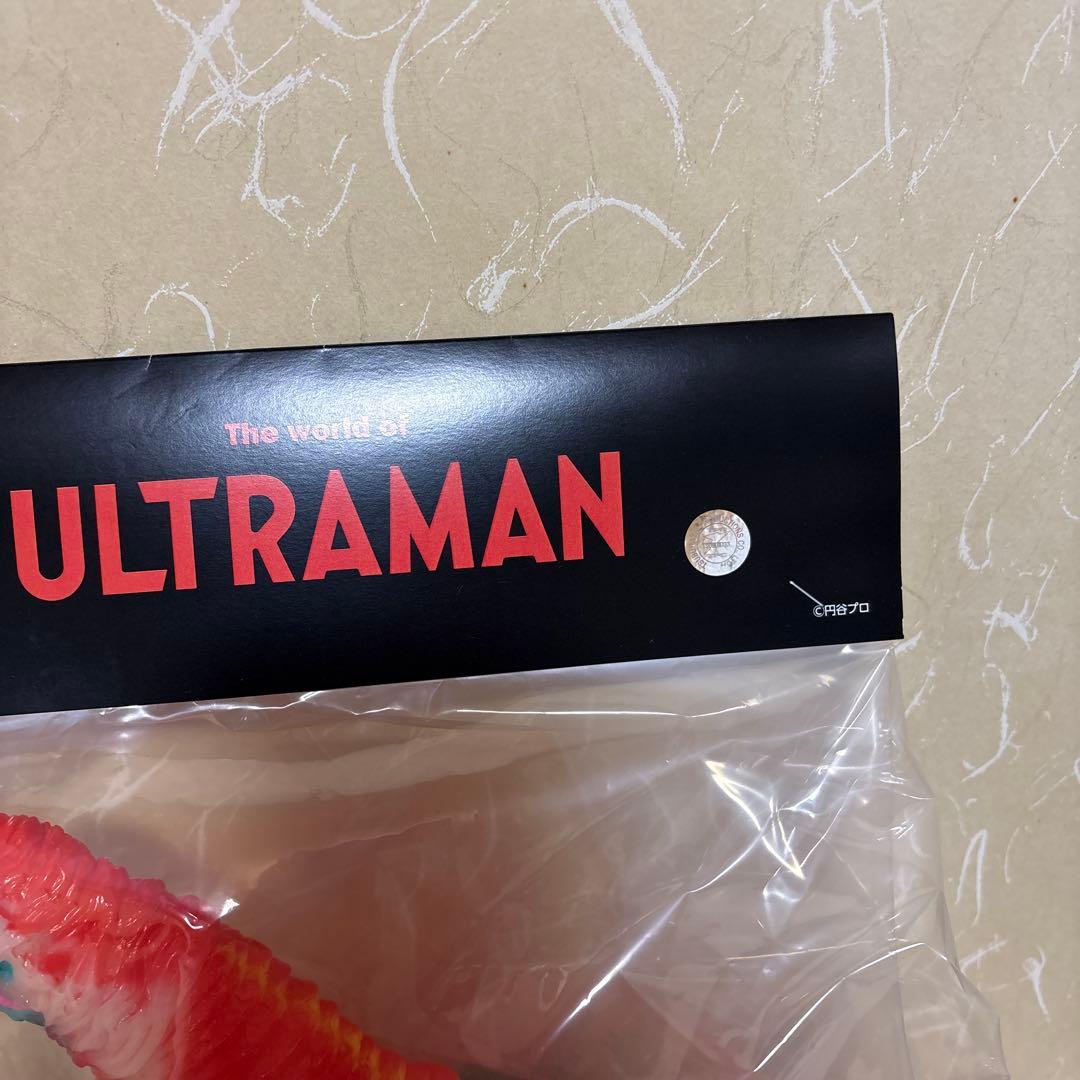 The world of
ULTRAMAN
©円谷プロ